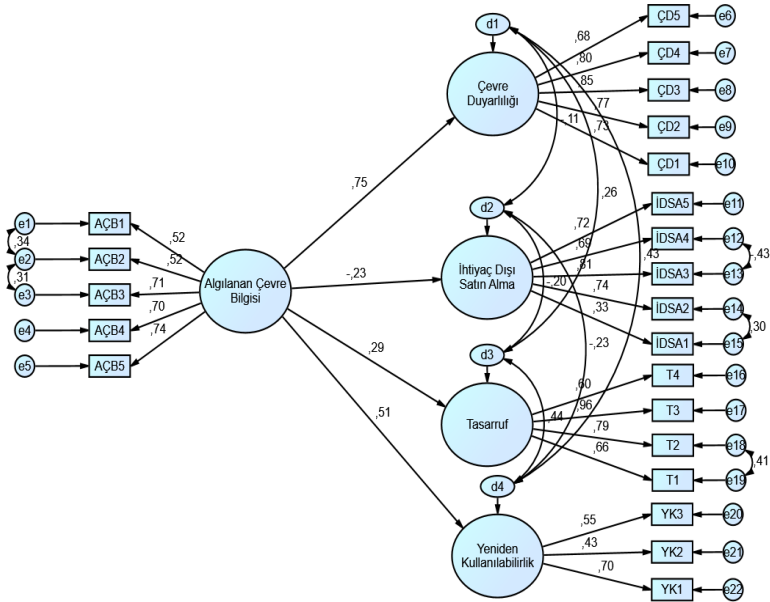 d1
Çevre
Duyarlılığı
,68
,80
,85
,77
,73
ÇD5
ÇD4
ÇD3
ÇD2
ÇD1
e6
e7
e8
e9
e10
-,11
,26
,43
,75
e1
e2
e3
e4
e5
,34
,31
AÇB1
AÇB2
AÇB3
AÇB4
AÇB5
,52
,52
,71
,70
,74
Algılanan Çevre
Bilgisi
-,23
,29
,51
d2
İhtiyaç Dışı
Satın Alma
,72
,69
,81
,74
,33
-,20
-,23
İDSA5
İDSA4
İDSA3
İDSA2
İDSA1
e11
e12
e13
e14
e15
-,43
,30
d3
Tasarruf
,60
,96
,79
,66
,44
T4
T3
T2
T1
e16
e17
e18
e19
,41
d4
Yeniden
Kullanılabilirlik
,55
,43
,70
YK3
YK2
YK1
e20
e21
e22